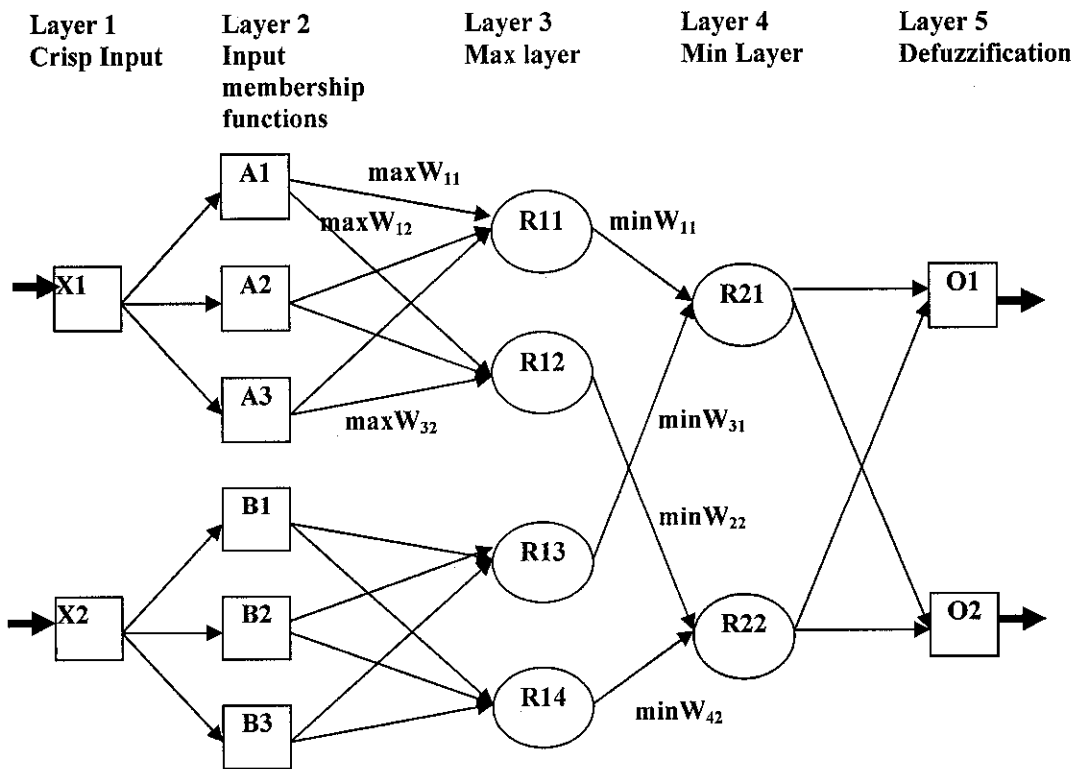 Layer 1
Crisp Input
Layer 2
Input
membership
functions
Layer 3
Max layer
Layer 4
Min Layer
Layer 5
Defuzzification
A1
maxW₁₁
maxW₁₂
R11
minW₁₁
X1
A2
R21
O1
A3
R12
maxW₃₂
minW₃₁
B1
minW₂₂
R13
X2
B2
R22
O2
B3
R14
minW₄₂